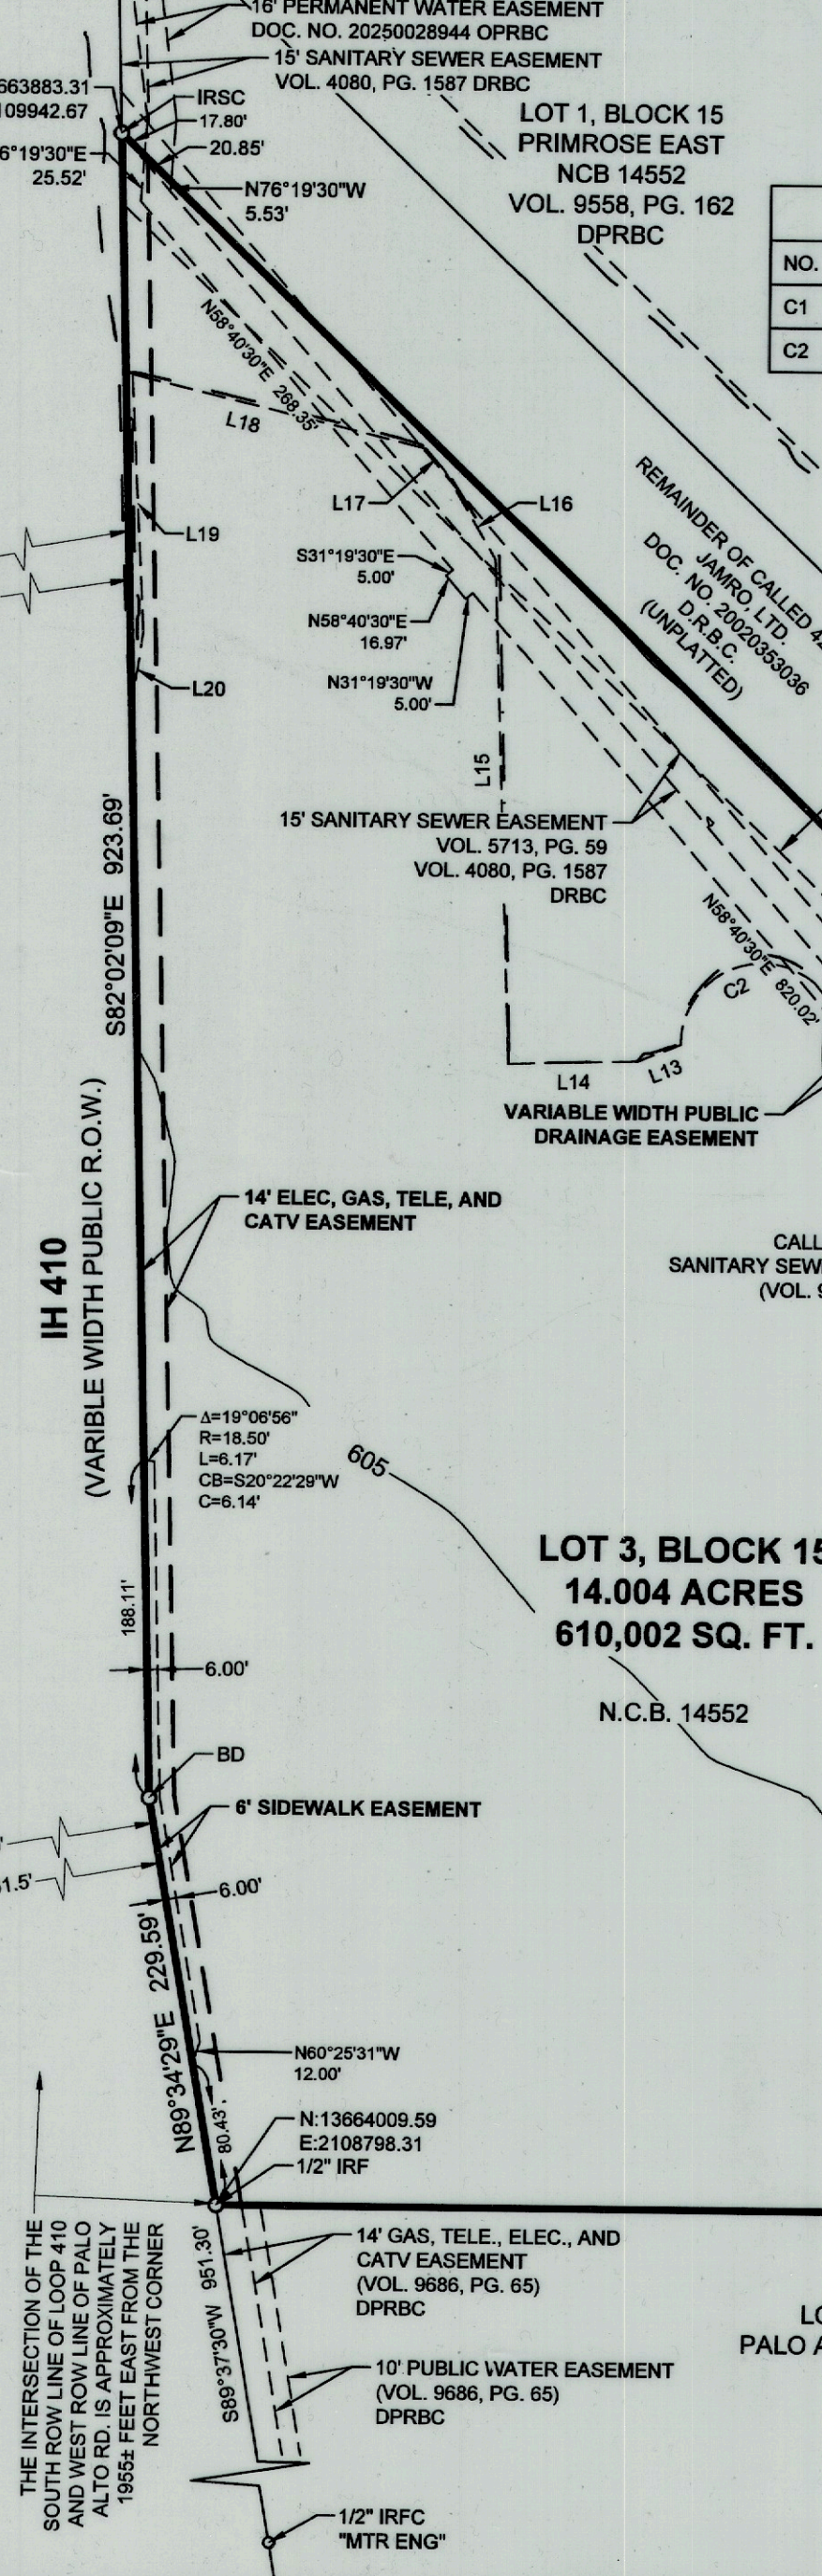 16' PERMANENT WATER EASEMENT
DOC. NO. 20250028944 OPRBC
15' SANITARY SEWER EASEMENT
VOL. 4080, PG. 1587 DRBC
663883.31
109942.67
IRSC
17.80'
20.85'
6°19'30"E
25.52'
N76°19'30"W
5.53'
LOT 1, BLOCK 15
PRIMROSE EAST
NCB 14552
VOL. 9558, PG. 162
DPRBC
NO.
C1
C2
N58°40'30"E 268.35'
L18
L17
L16
L19
S31°19'30"E
5.00'
N58°40'30"E
16.97'
N31°19'30"W
5.00'
L20
L15
REMAINDER OF CALLED 42
JAMRO, LTD.
DOC. NO. 20020353036
D.R.B.C.
(UNPLATTED)
15' SANITARY SEWER EASEMENT
VOL. 5713, PG. 59
VOL. 4080, PG. 1587
DRBC
S82°02'09"E 923.69'
N58°40'30"E 820.02'
C2
L14
L13
VARIABLE WIDTH PUBLIC
DRAINAGE EASEMENT
IH 410
(VARIBLE WIDTH PUBLIC R.O.W.)
14' ELEC, GAS, TELE, AND
CATV EASEMENT
CALL
SANITARY SEW
(VOL. 9
Δ=19°06'56"
R=18.50'
L=6.17'
CB=S20°22'29"W
C=6.14'
605
LOT 3, BLOCK 15
14.004 ACRES
610,002 SQ. FT.
N.C.B. 14552
188.11'
6.00'
BD
6' SIDEWALK EASEMENT
1.5'
6.00'
N89°34'29"E 229.59'
N60°25'31"W
12.00'
80.43'
N:13664009.59
E:2108798.31
1/2" IRF
THE INTERSECTION OF THE
SOUTH ROW LINE OF LOOP 410
AND WEST ROW LINE OF PALO
ALTO RD. IS APPROXIMATELY
1955± FEET EAST FROM THE
NORTHWEST CORNER
S89°37'30"W 951.30'
14' GAS, TELE., ELEC., AND
CATV EASEMENT
(VOL. 9686, PG. 65)
DPRBC
LO
PALO A
10' PUBLIC WATER EASEMENT
(VOL. 9686, PG. 65)
DPRBC
1/2" IRFC
"MTR ENG"